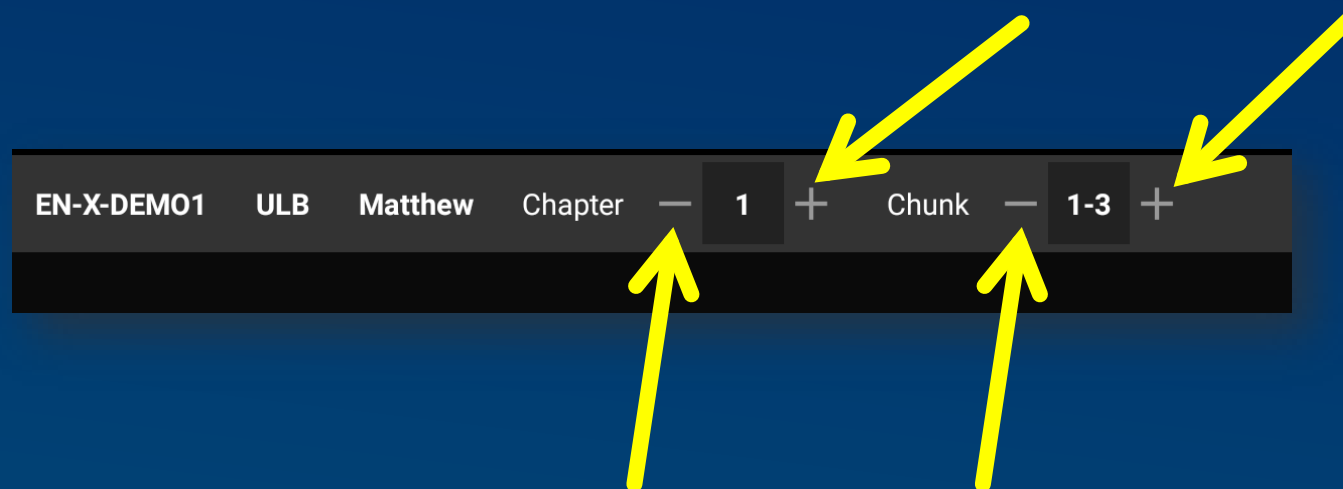 EN-X-DEMO1 ULB Matthew Chapter — 1 + Chunk — 1-3 +